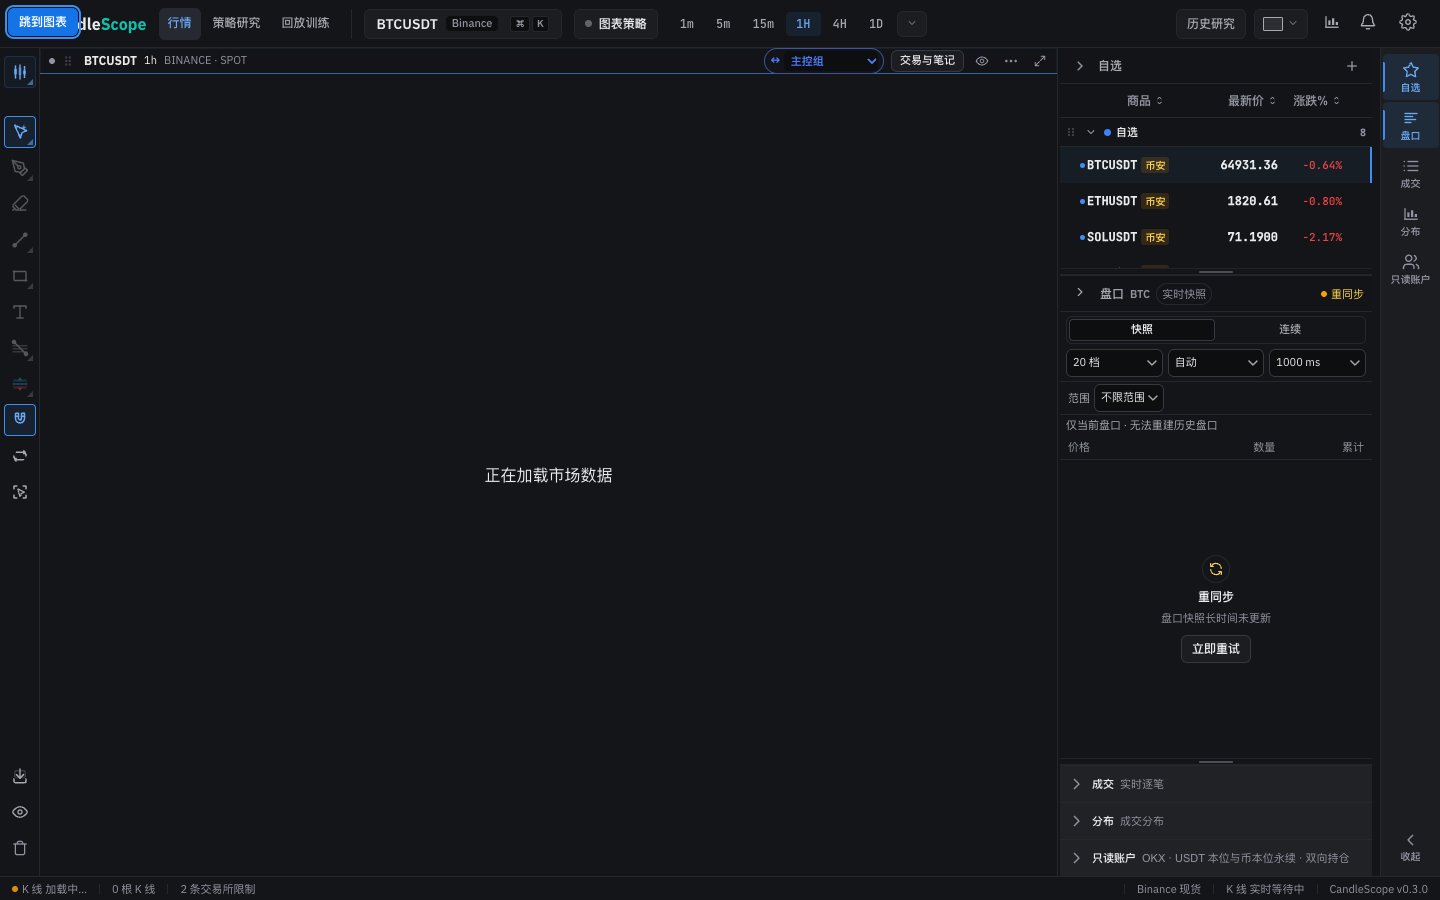 跳到图表
dleScope
行情
策略研究
回放训练
BTCUSDT Binance ⌘ K
图表策略
1m 5m 15m 1H 4H 1D
历史研究
BTCUSDT 1h BINANCE · SPOT
主控组
交易与笔记
正在加载市场数据
自选
商品 最新价 涨跌%
自选 8
BTCUSDT 币安 64931.36 -0.64%
ETHUSDT 币安 1820.61 -0.80%
SOLUSDT 币安 71.1900 -2.17%
盘口 BTC 实时快照 重同步
快照 连续
20 档 自动 1000 ms
范围 不限范围
仅当前盘口 · 无法重建历史盘口
价格 数量 累计
重同步
盘口快照长时间未更新
立即重试
成交 实时逐笔
分布 成交分布
只读账户 OKX · USDT 本位与币本位永续 · 双向持仓
自选
盘口
成交
分布
只读账户
收起
K 线 加载中... 0 根 K 线 2 条交易所限制
Binance 现货 K 线 实时等待中 CandleScope v0.3.0